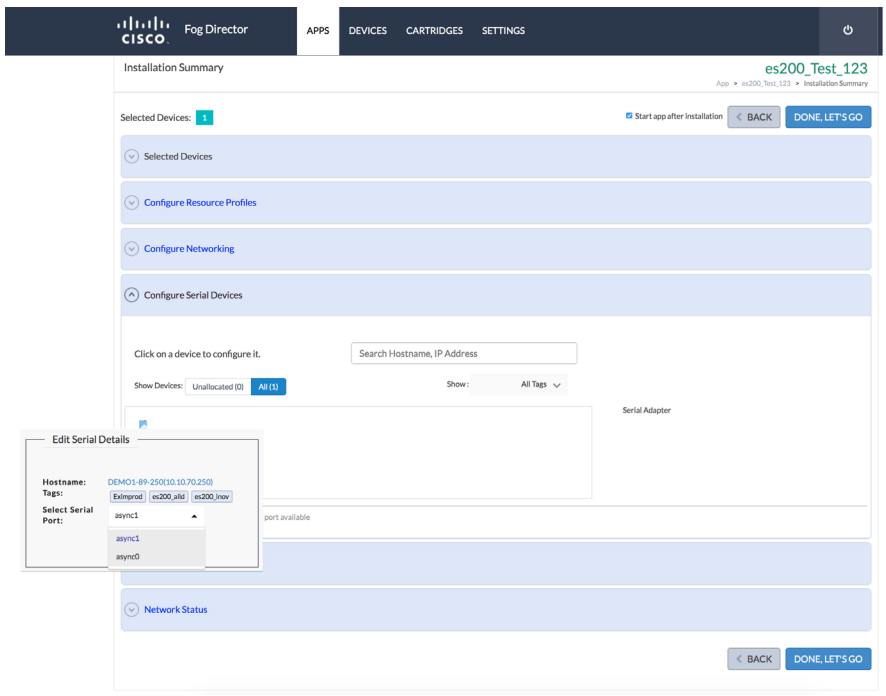 CISCO
Fog Director
APPS
DEVICES
CARTRIDGES
SETTINGS
Installation Summary
es200_Test_123
App > es200_Test_123 > Installation Summary
Selected Devices: 1
Start app after installation
BACK
DONE, LET'S GO
Selected Devices
Configure Resource Profiles
Configure Networking
Configure Serial Devices
Click on a device to configure it.
Search Hostname, IP Address
Show Devices: Unallocated (0) All (1)
Show : All Tags
Serial Adapter
Edit Serial Details
Hostname: DEMO1-89-250(10.10.70.250)
Tags: Eximprod es200_alld es200_inov
Select Serial
Port:
async1
port available
async1
async0
Network Status
BACK
DONE, LET'S GO